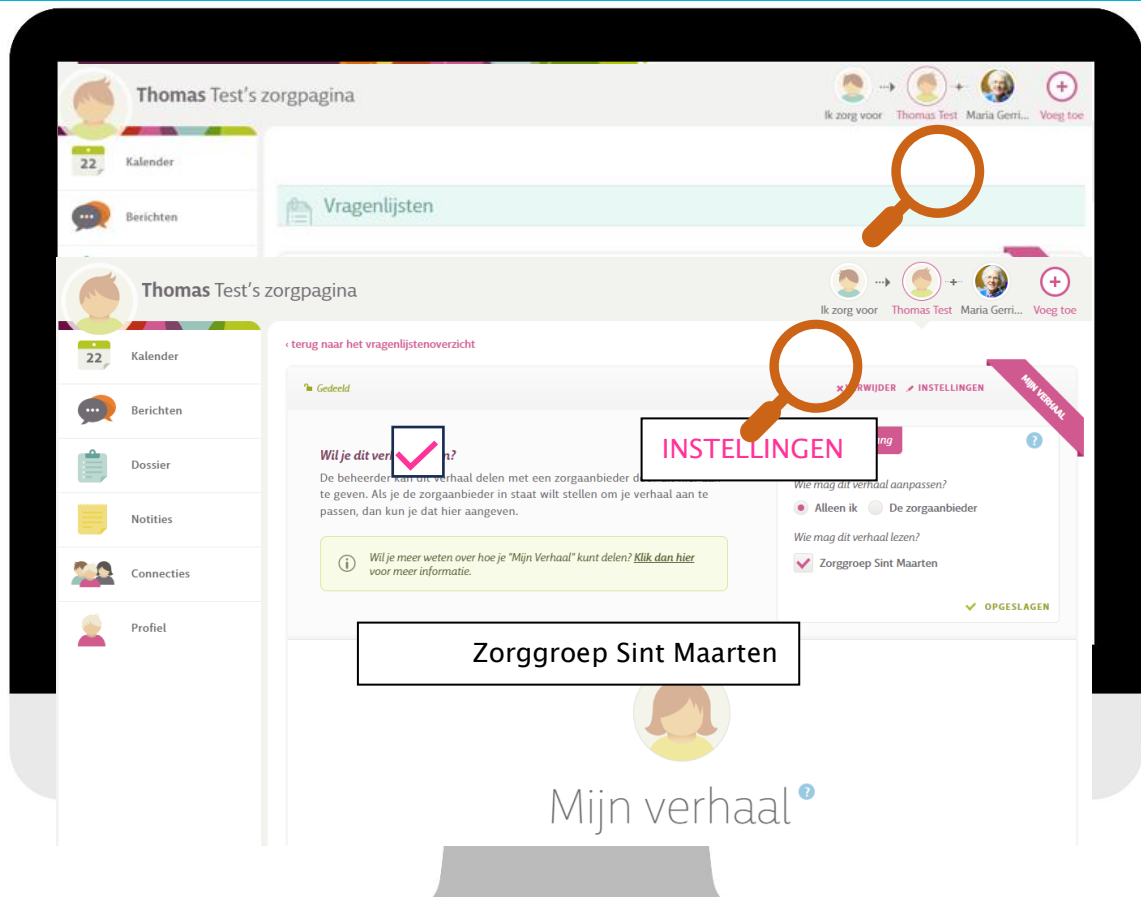 Thomas Test's zorgpagina
Ik zorg voor Thomas Test Maria Gerri... Voeg toe
22 Kalender
Berichten
Vragenlijsten
Thomas Test's zorgpagina
Ik zorg voor Thomas Test Maria Gerri... Voeg toe
22 Kalender
Berichten
Dossier
Notities
Connecties
Profiel
‹ terug naar het vragenlijstenoverzicht
Gedeeld
INSTELLINGEN
MIJN VERHAAL
Wil je dit
De beheerder kan dit verhaal delen met een zorgaanbieder
te geven. Als je de zorgaanbieder in staat wilt stellen om je verhaal aan te
passen, dan kun je dat hier aangeven.
Wil je meer weten over hoe je "Mijn Verhaal" kunt delen? Klik dan hier
voor meer informatie.
INSTELLINGEN
Wie mag dit verhaal aanpassen?
Alleen ik De zorgaanbieder
Wie mag dit verhaal lezen?
Zorggroep Sint Maarten
OPGESLAGEN
Zorggroep Sint Maarten
Mijn verhaal